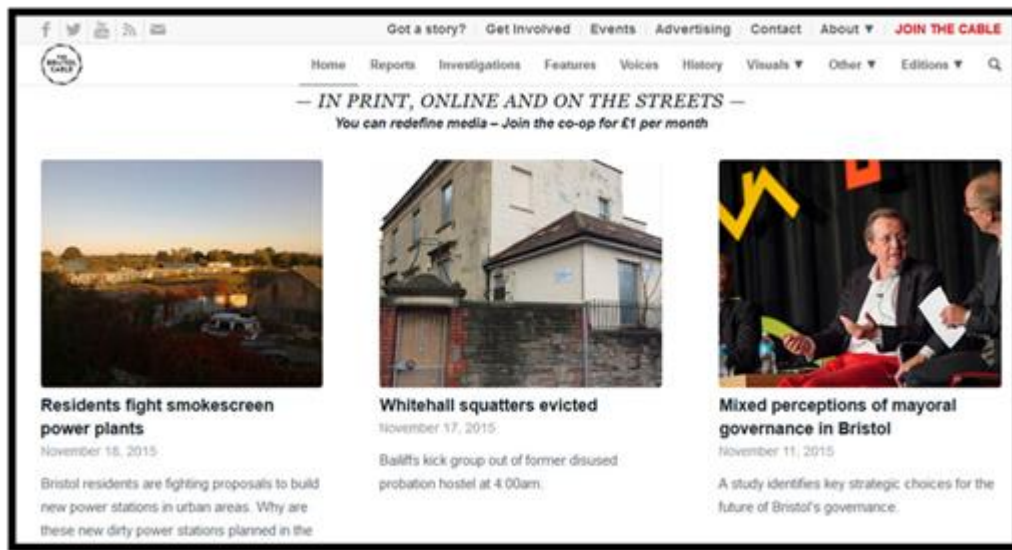 Got a story? Get Involved Events Advertising Contact About ▼ JOIN THE CABLE
THE
BRISTOL
CABLE
Home Reports Investigations Features Voices History Visuals ▼ Other ▼ Editions ▼
— IN PRINT, ONLINE AND ON THE STREETS —
You can redefine media – Join the co-op for £1 per month
Residents fight smokescreen
power plants
November 18, 2015
Bristol residents are fighting proposals to build
new power stations in urban areas. Why are
these new dirty power stations planned in the
Whitehall squatters evicted
November 17, 2015
Bailiffs kick group out of former disused
probation hostel at 4:00am.
Mixed perceptions of mayoral
governance in Bristol
November 11, 2015
A study identifies key strategic choices for the
future of Bristol's governance.